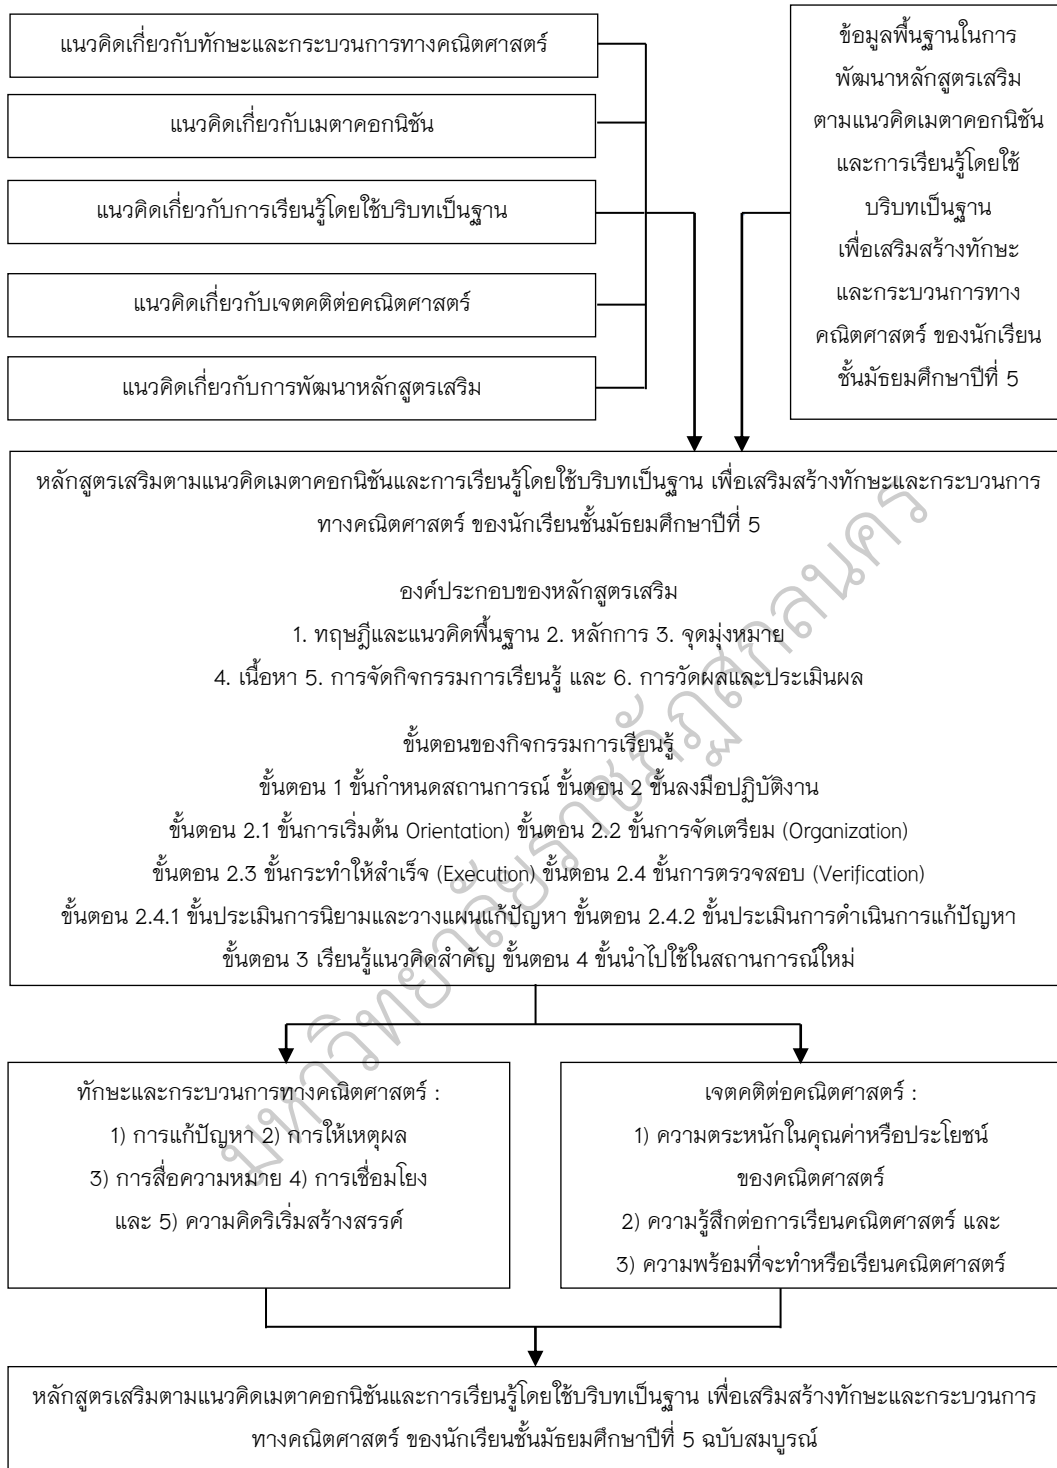 แนวคิดเกี่ยวกับทักษะและกระบวนการทางคณิตศาสตร์
แนวคิดเกี่ยวกับเมตาคอกนิชัน
แนวคิดเกี่ยวกับการเรียนรู้โดยใช้บริบทเป็นฐาน
แนวคิดเกี่ยวกับเจตคติต่อคณิตศาสตร์
แนวคิดเกี่ยวกับการพัฒนาหลักสูตรเสริม
ข้อมูลพื้นฐานในการ
พัฒนาหลักสูตรเสริม
ตามแนวคิดเมตาคอกนิชัน
และการเรียนรู้โดยใช้
บริบทเป็นฐาน
เพื่อเสริมสร้างทักษะ
และกระบวนการทาง
คณิตศาสตร์ ของนักเรียน
ชั้นมัธยมศึกษาปีที่ 5
หลักสูตรเสริมตามแนวคิดเมตาคอกนิชันและการเรียนรู้โดยใช้บริบทเป็นฐาน เพื่อเสริมสร้างทักษะและกระบวนการ
ทางคณิตศาสตร์ ของนักเรียนชั้นมัธยมศึกษาปีที่ 5
องค์ประกอบของหลักสูตรเสริม
1. ทฤษฎีและแนวคิดพื้นฐาน 2. หลักการ 3. จุดมุ่งหมาย
4. เนื้อหา 5. การจัดกิจกรรมการเรียนรู้ และ 6. การวัดผลและประเมินผล
ขั้นตอนของกิจกรรมการเรียนรู้
ขั้นตอน 1 ขั้นกำหนดสถานการณ์ ขั้นตอน 2 ขั้นลงมือปฏิบัติงาน
ขั้นตอน 2.1 ขั้นการเริ่มต้น Orientation) ขั้นตอน 2.2 ขั้นการจัดเตรียม (Organization)
ขั้นตอน 2.3 ขั้นกระทำให้สำเร็จ (Execution) ขั้นตอน 2.4 ขั้นการตรวจสอบ (Verification)
ขั้นตอน 2.4.1 ขั้นประเมินการนิยามและวางแผนแก้ปัญหา ขั้นตอน 2.4.2 ขั้นประเมินการดำเนินการแก้ปัญหา
ขั้นตอน 3 เรียนรู้แนวคิดสำคัญ ขั้นตอน 4 ขั้นนำไปใช้ในสถานการณ์ใหม่
มหาวิทยาลัยราชภัฏสกลนคร
ทักษะและกระบวนการทางคณิตศาสตร์ :
1) การแก้ปัญหา 2) การให้เหตุผล
3) การสื่อความหมาย 4) การเชื่อมโยง
และ 5) ความคิดริเริ่มสร้างสรรค์
เจตคติต่อคณิตศาสตร์ :
1) ความตระหนักในคุณค่าหรือประโยชน์
ของคณิตศาสตร์
2) ความรู้สึกต่อการเรียนคณิตศาสตร์ และ
3) ความพร้อมที่จะทำหรือเรียนคณิตศาสตร์
หลักสูตรเสริมตามแนวคิดเมตาคอกนิชันและการเรียนรู้โดยใช้บริบทเป็นฐาน เพื่อเสริมสร้างทักษะและกระบวนการ
ทางคณิตศาสตร์ ของนักเรียนชั้นมัธยมศึกษาปีที่ 5 ฉบับสมบูรณ์